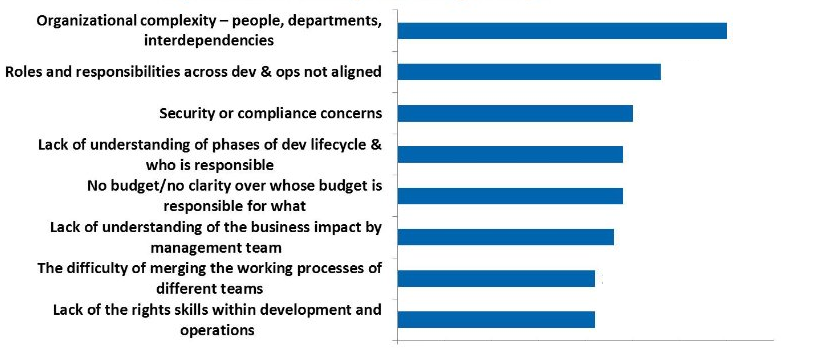 Organizational complexity – people, departments,
interdependencies
Roles and responsibilities across dev & ops not aligned
Security or compliance concerns
Lack of understanding of phases of dev lifecycle &
who is responsible
No budget/no clarity over whose budget is
responsible for what
Lack of understanding of the business impact by
management team
The difficulty of merging the working processes of
different teams
Lack of the rights skills within development and
operations